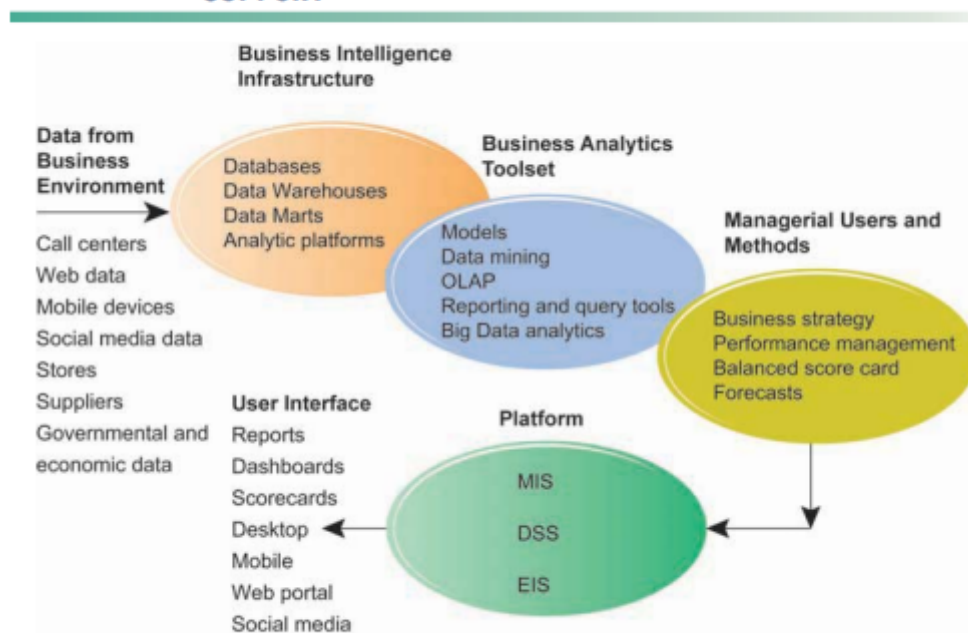 Business Intelligence
Infrastructure
Data from
Business
Environment
Databases
Data Warehouses
Data Marts
Analytic platforms
Business Analytics
Toolset
Models
Data mining
OLAP
Reporting and query tools
Big Data analytics
Managerial Users and
Methods
Business strategy
Performance management
Balanced score card
Forecasts
Call centers
Web data
Mobile devices
Social media data
Stores
Suppliers
Governmental and
economic data
User Interface
Reports
Dashboards
Scorecards
Desktop
Mobile
Web portal
Social media
Platform
MIS
DSS
EIS